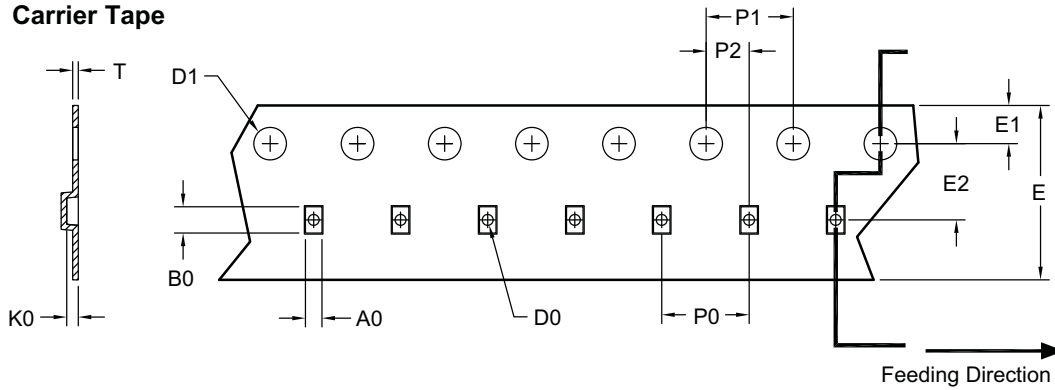 Carrier Tape
P1
P2
T
D1
E1
E2
E
B0
K0
A0
D0
P0
Feeding Direction